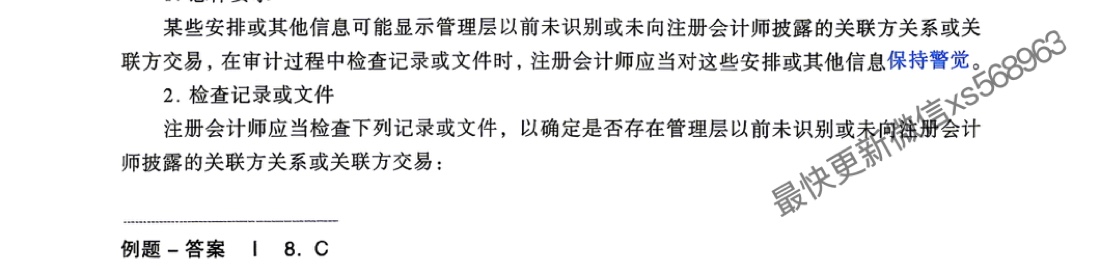 某些安排或其他信息可能显示管理层以前未识别或未向注册会计师披露的关联方关系或关
联方交易，在审计过程中检查记录或文件时，注册会计师应当对这些安排或其他信息保持警觉。
2. 检查记录或文件
注册会计师应当检查下列记录或文件，以确定是否存在管理层以前未识别或未向注册会计
师披露的关联方关系或关联方交易：
最快更新微信xs568963
例题 – 答案 | 8. C